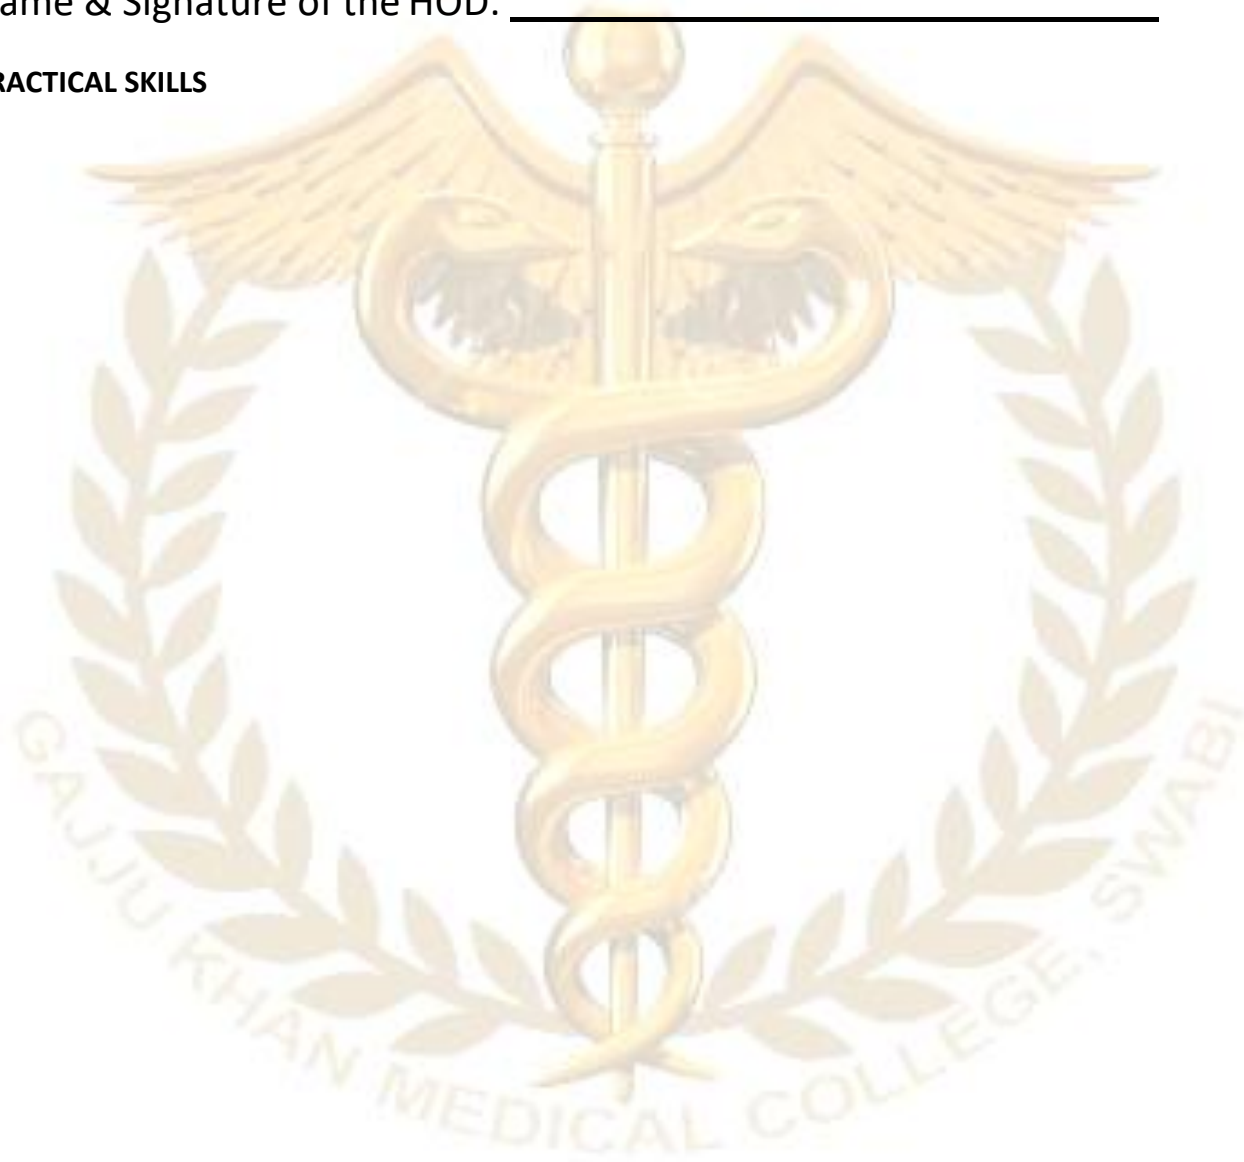 ame & Signature of the HOD:
RACTICAL SKILLS
GAJJU KHAN MEDICAL COLLEGE, SWABI